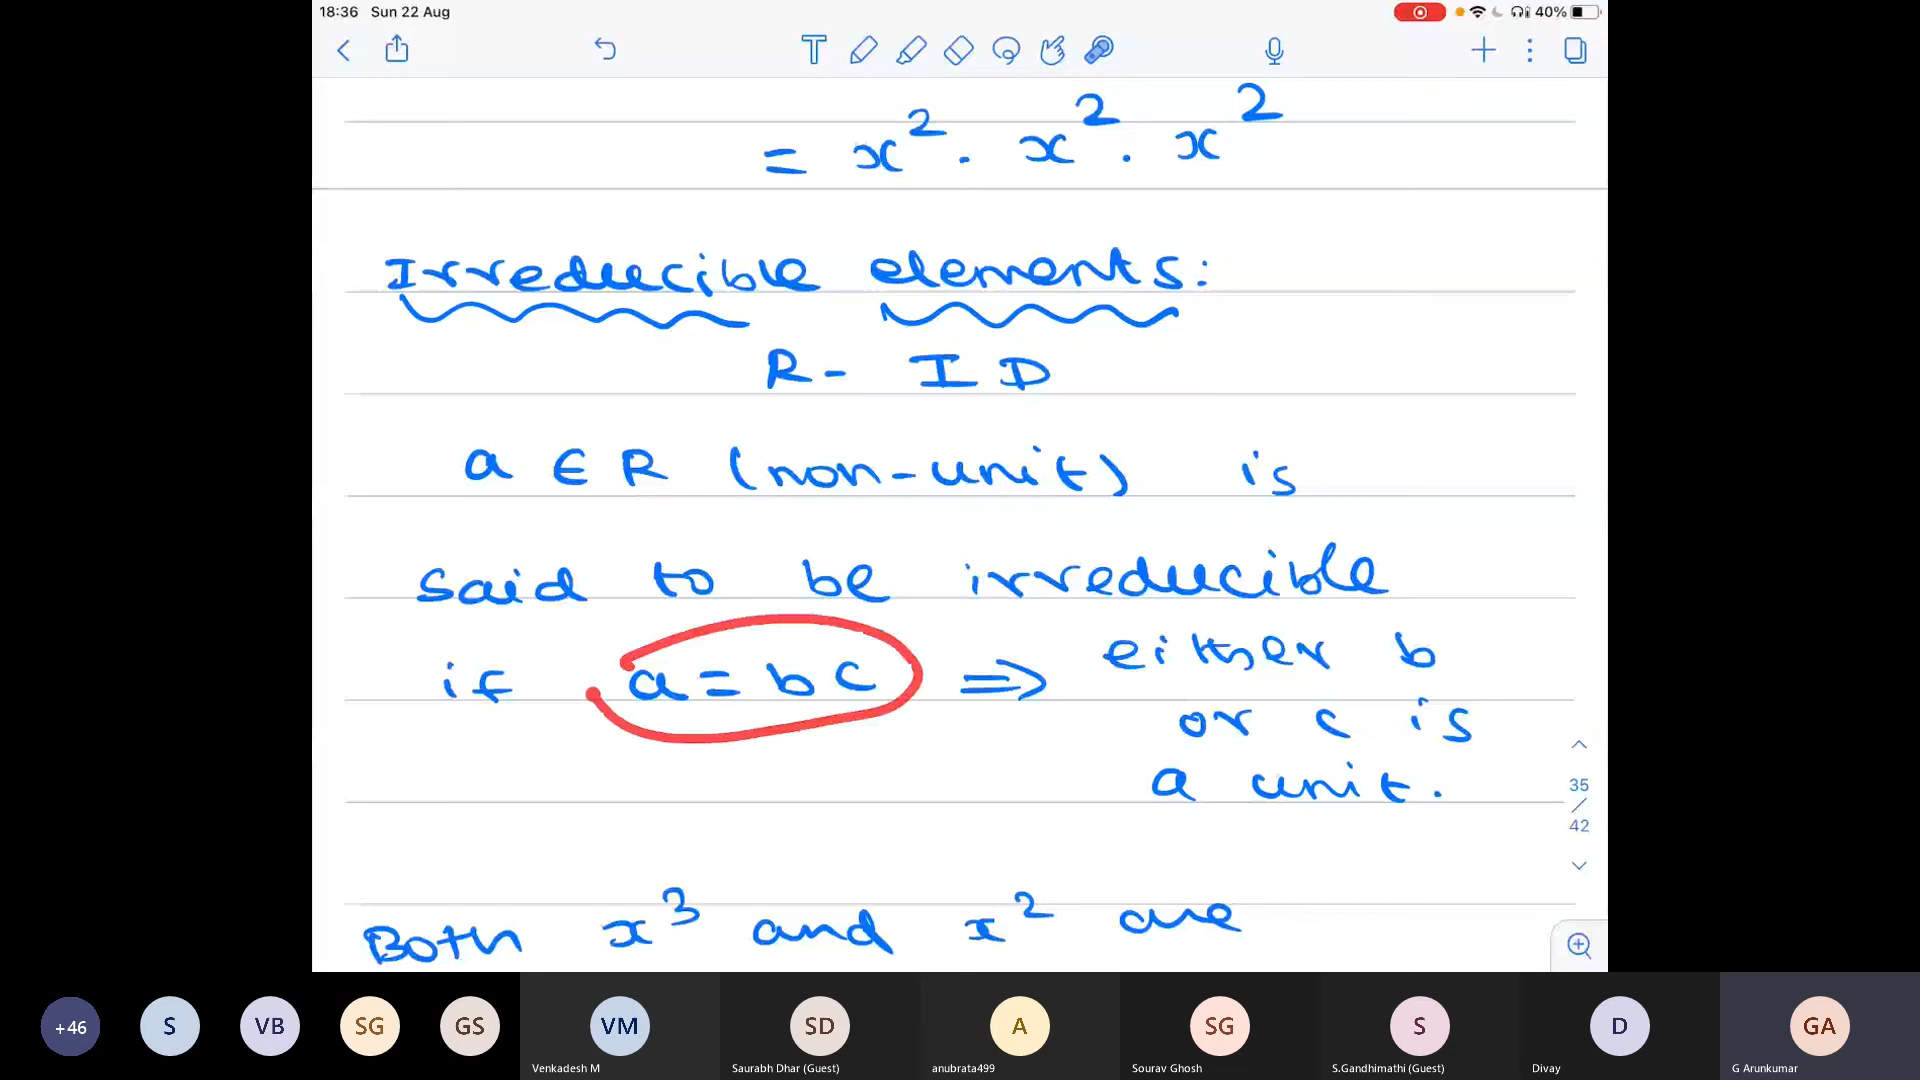 18:36 Sun 22 Aug
40%
T
= x² . x² . x²
Irreducible elements:
R - ID
a ∈ R (non-unit) is
said to be irreducible
if a = bc ⇒ either b
or c is
a unit.
35
/
42
Both x³ and x² are
+46 S VB SG GS VM SD A SG S D GA
Venkadesh M Saurabh Dhar (Guest) anubrata499 Sourav Ghosh S.Gandhimathi (Guest) Divay G Arunkumar